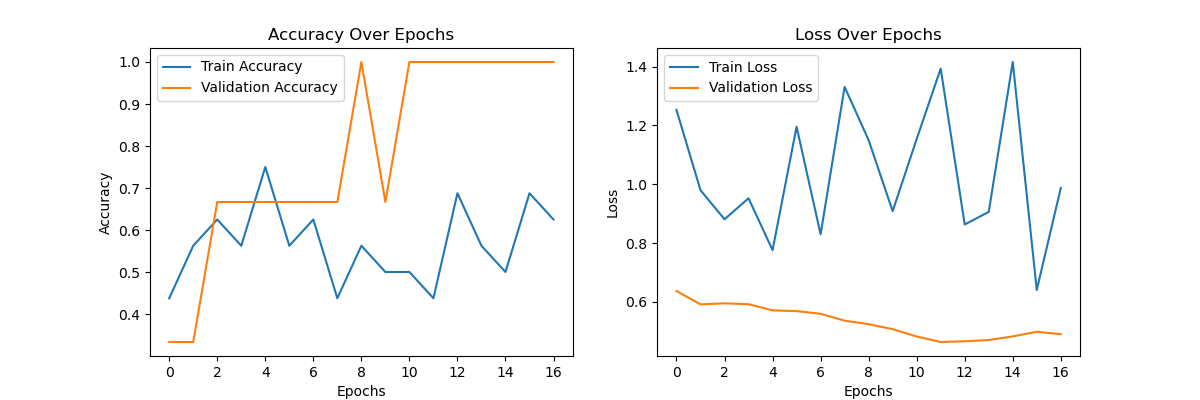 Accuracy Over Epochs
Train Accuracy
Validation Accuracy
1.0
0.9
0.8
0.7
0.6
0.5
0.4
Accuracy
0 2 4 6 8 10 12 14 16
Epochs
Loss Over Epochs
Train Loss
Validation Loss
1.4
1.2
1.0
0.8
0.6
Loss
0 2 4 6 8 10 12 14 16
Epochs